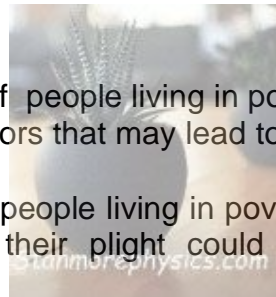 f people living in po
ors that may lead to
people living in pov
their plight could
Stanmorephysics.com